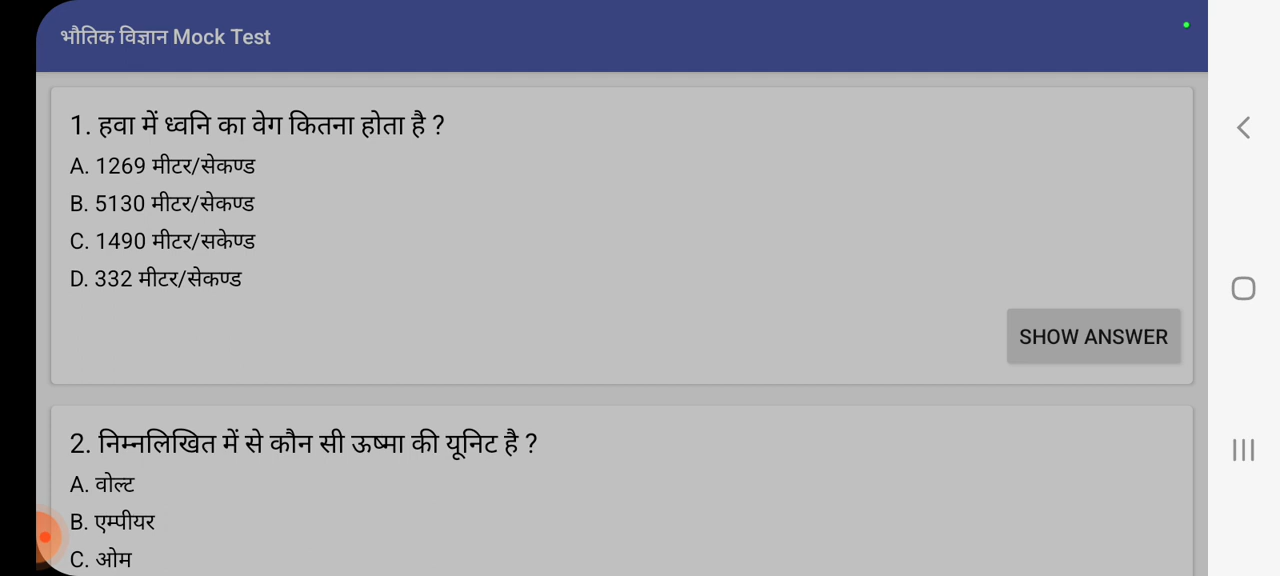 भौतिक विज्ञान Mock Test
1. हवा में ध्वनि का वेग कितना होता है ?
A. 1269 मीटर/सेकण्ड
B. 5130 मीटर/सेकण्ड
C. 1490 मीटर/सकेण्ड
D. 332 मीटर/सेकण्ड
SHOW ANSWER
2. निम्नलिखित में से कौन सी ऊष्मा की यूनिट है ?
A. वोल्ट
B. एम्पीयर
C. ओम